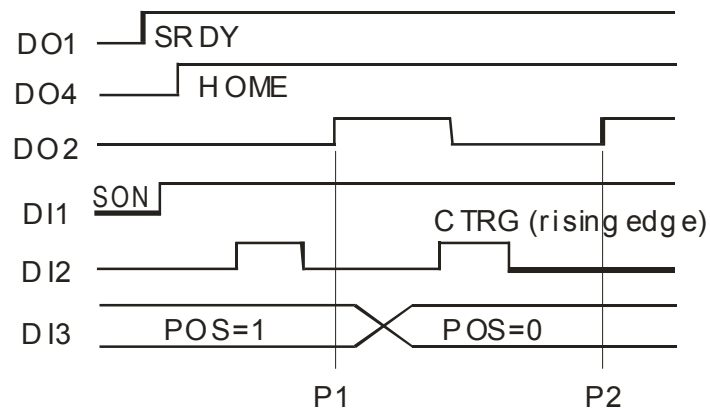 DO1 SRDY
DO4 HOME
DO2
DI1 SON
CTRG (rising edge)
DI2
DI3 POS=1 POS=0
P1 P2